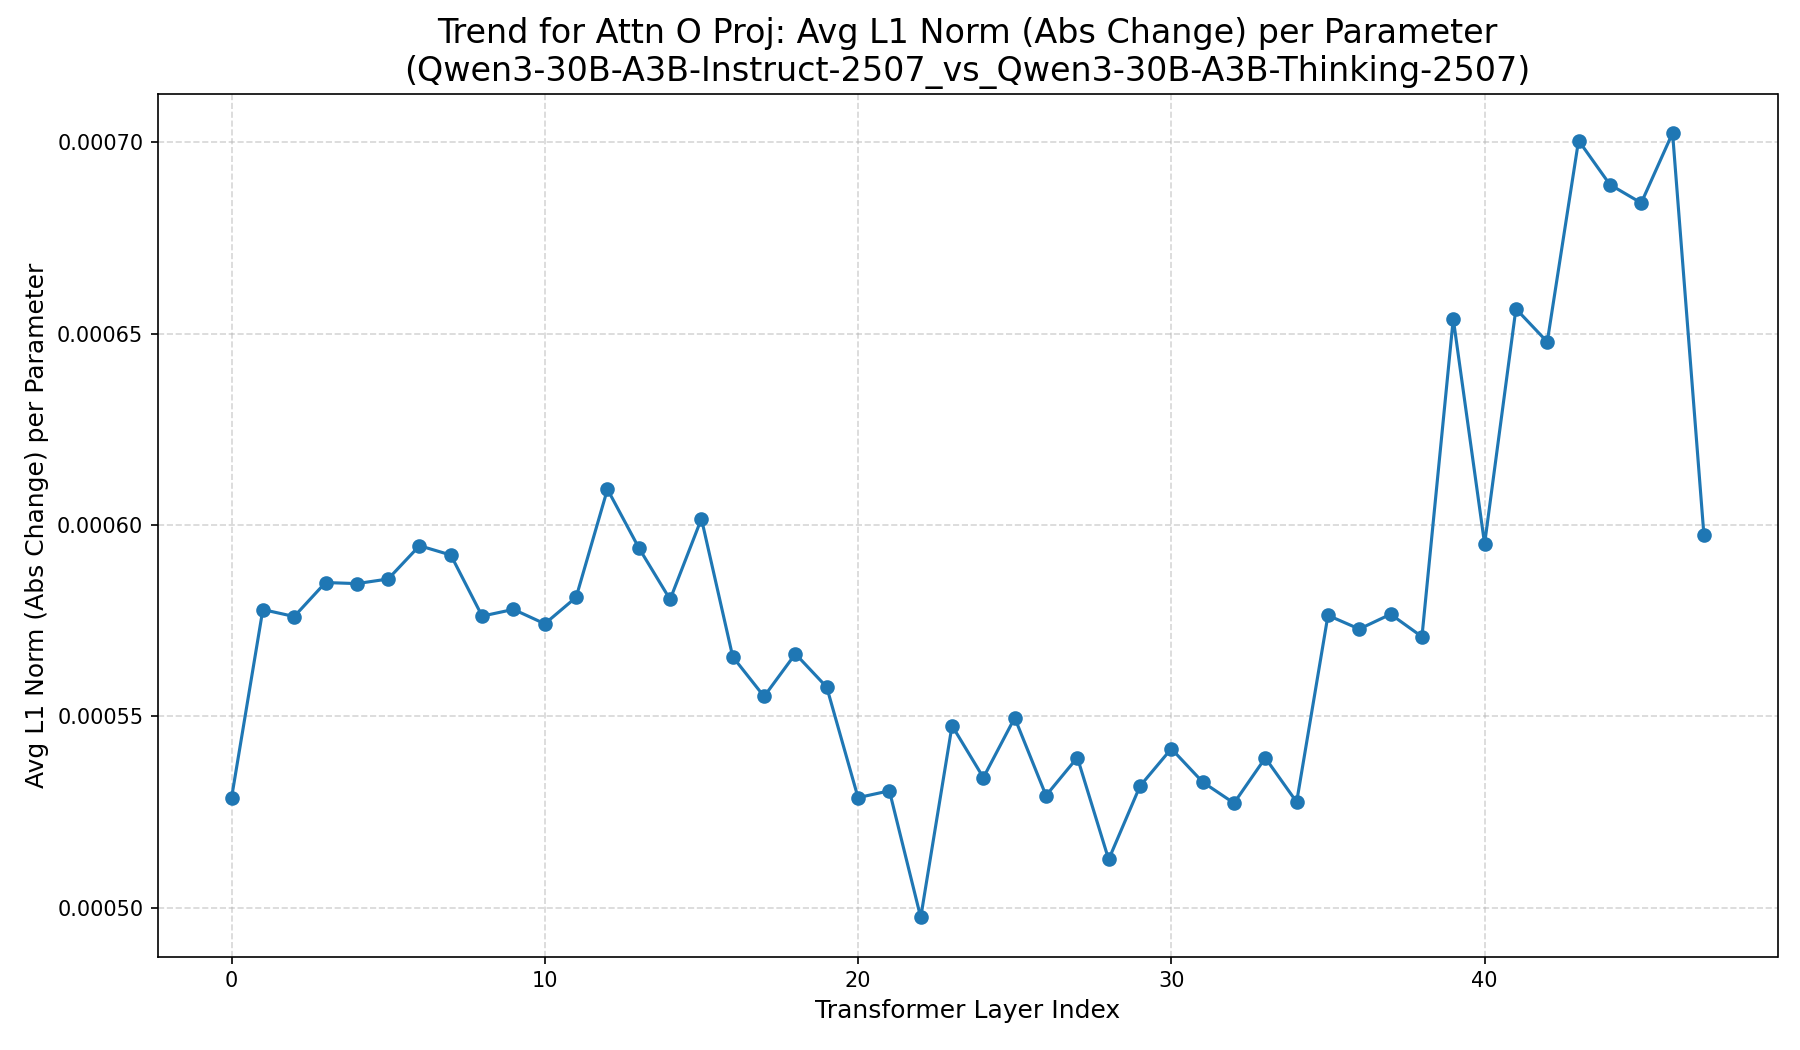 Trend for Attn O Proj: Avg L1 Norm (Abs Change) per Parameter
(Qwen3-30B-A3B-Instruct-2507_vs_Qwen3-30B-A3B-Thinking-2507)
Avg L1 Norm (Abs Change) per Parameter
0.00070
0.00065
0.00060
0.00055
0.00050
0
10
20
30
40
Transformer Layer Index